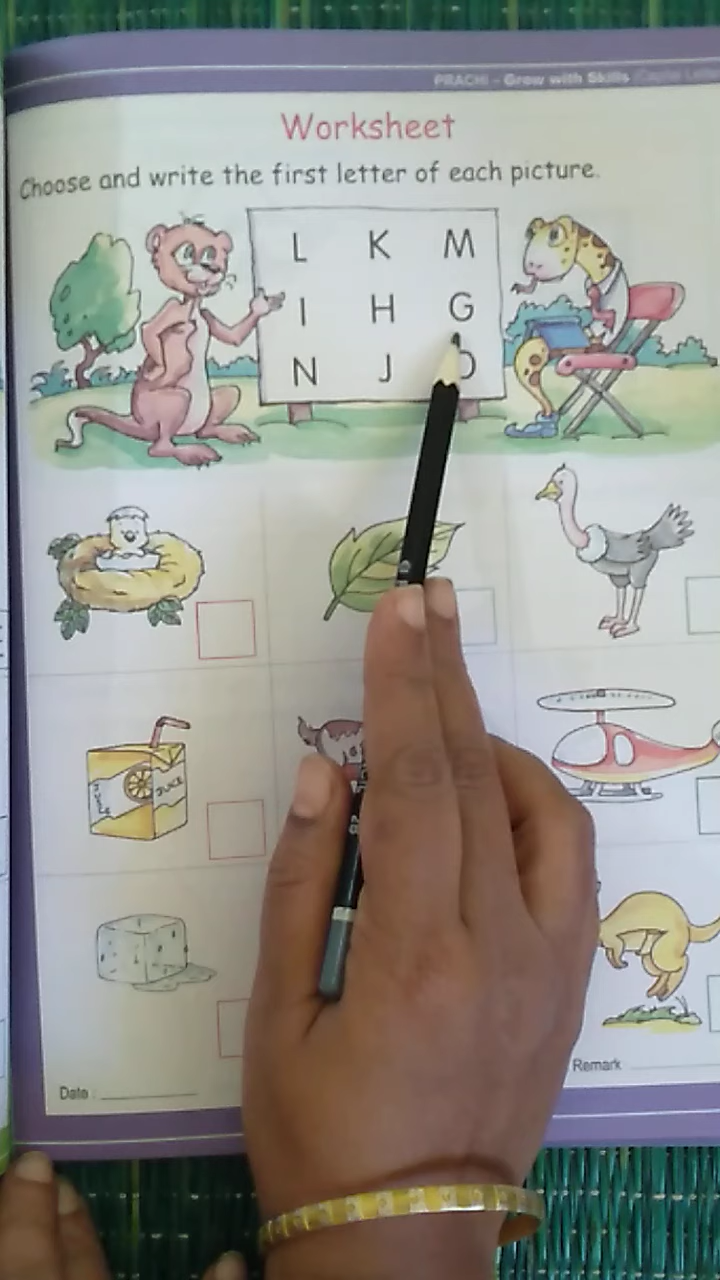 PRACHI - Grow with Skills
Worksheet
Choose and write the first letter of each picture.
L K M
I H G
N J O
JUICE
Date :
Remark